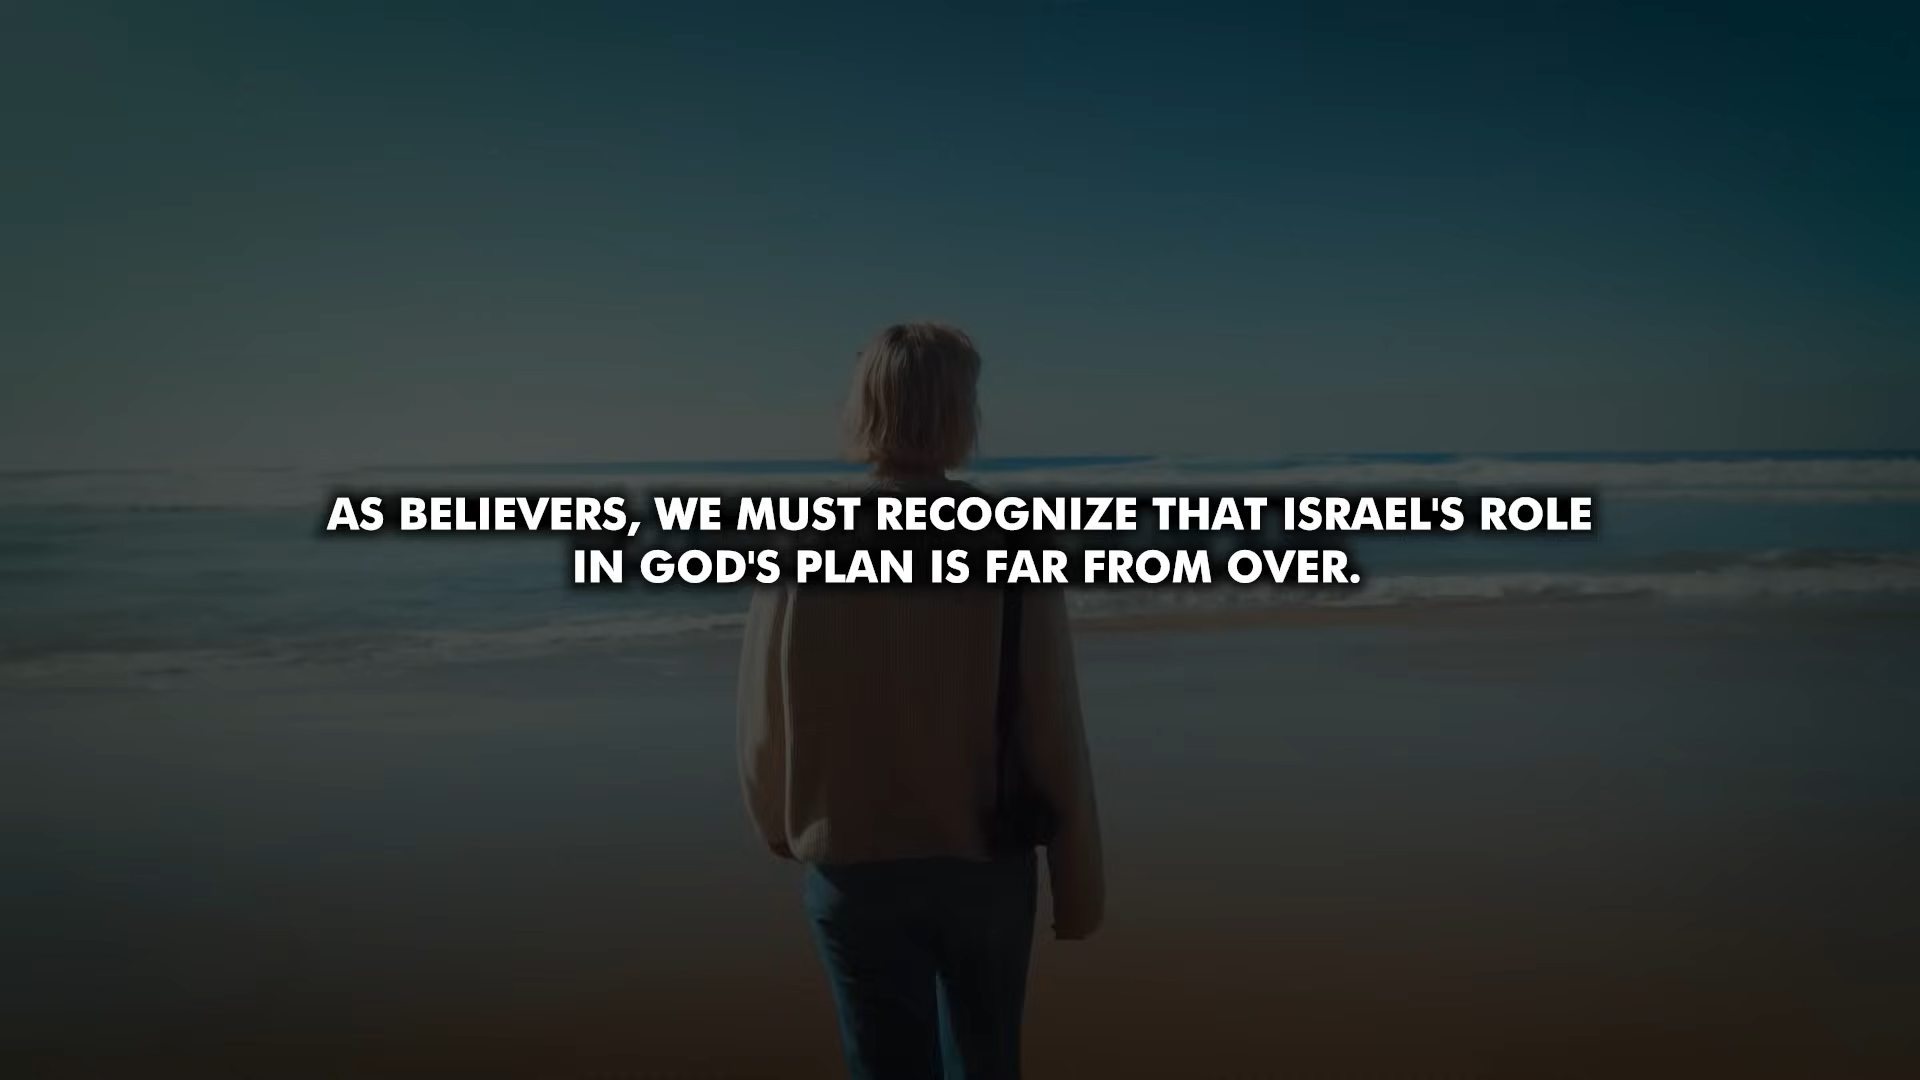 AS BELIEVERS, WE MUST RECOGNIZE THAT ISRAEL'S ROLE
IN GOD'S PLAN IS FAR FROM OVER.